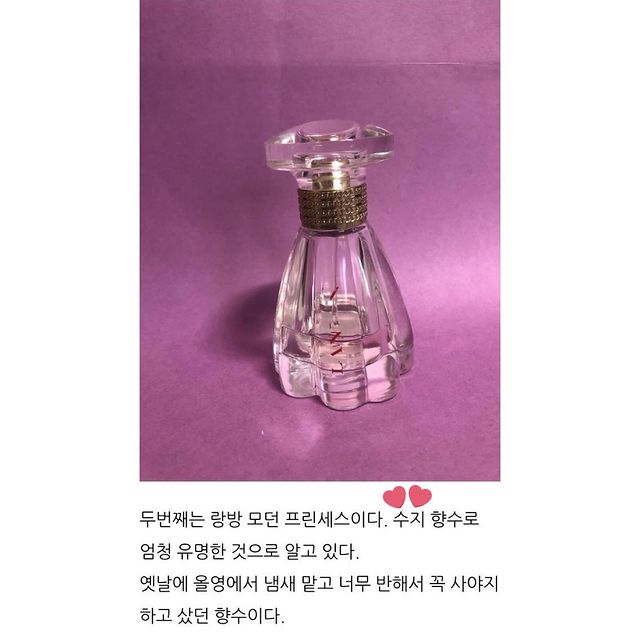 LANVIN
두번째는 랑방 모던 프린세스이다. 수지 향수로
엄청 유명한 것으로 알고 있다.
옛날에 올영에서 냄새 맡고 너무 반해서 꼭 사야지
하고 샀던 향수이다.